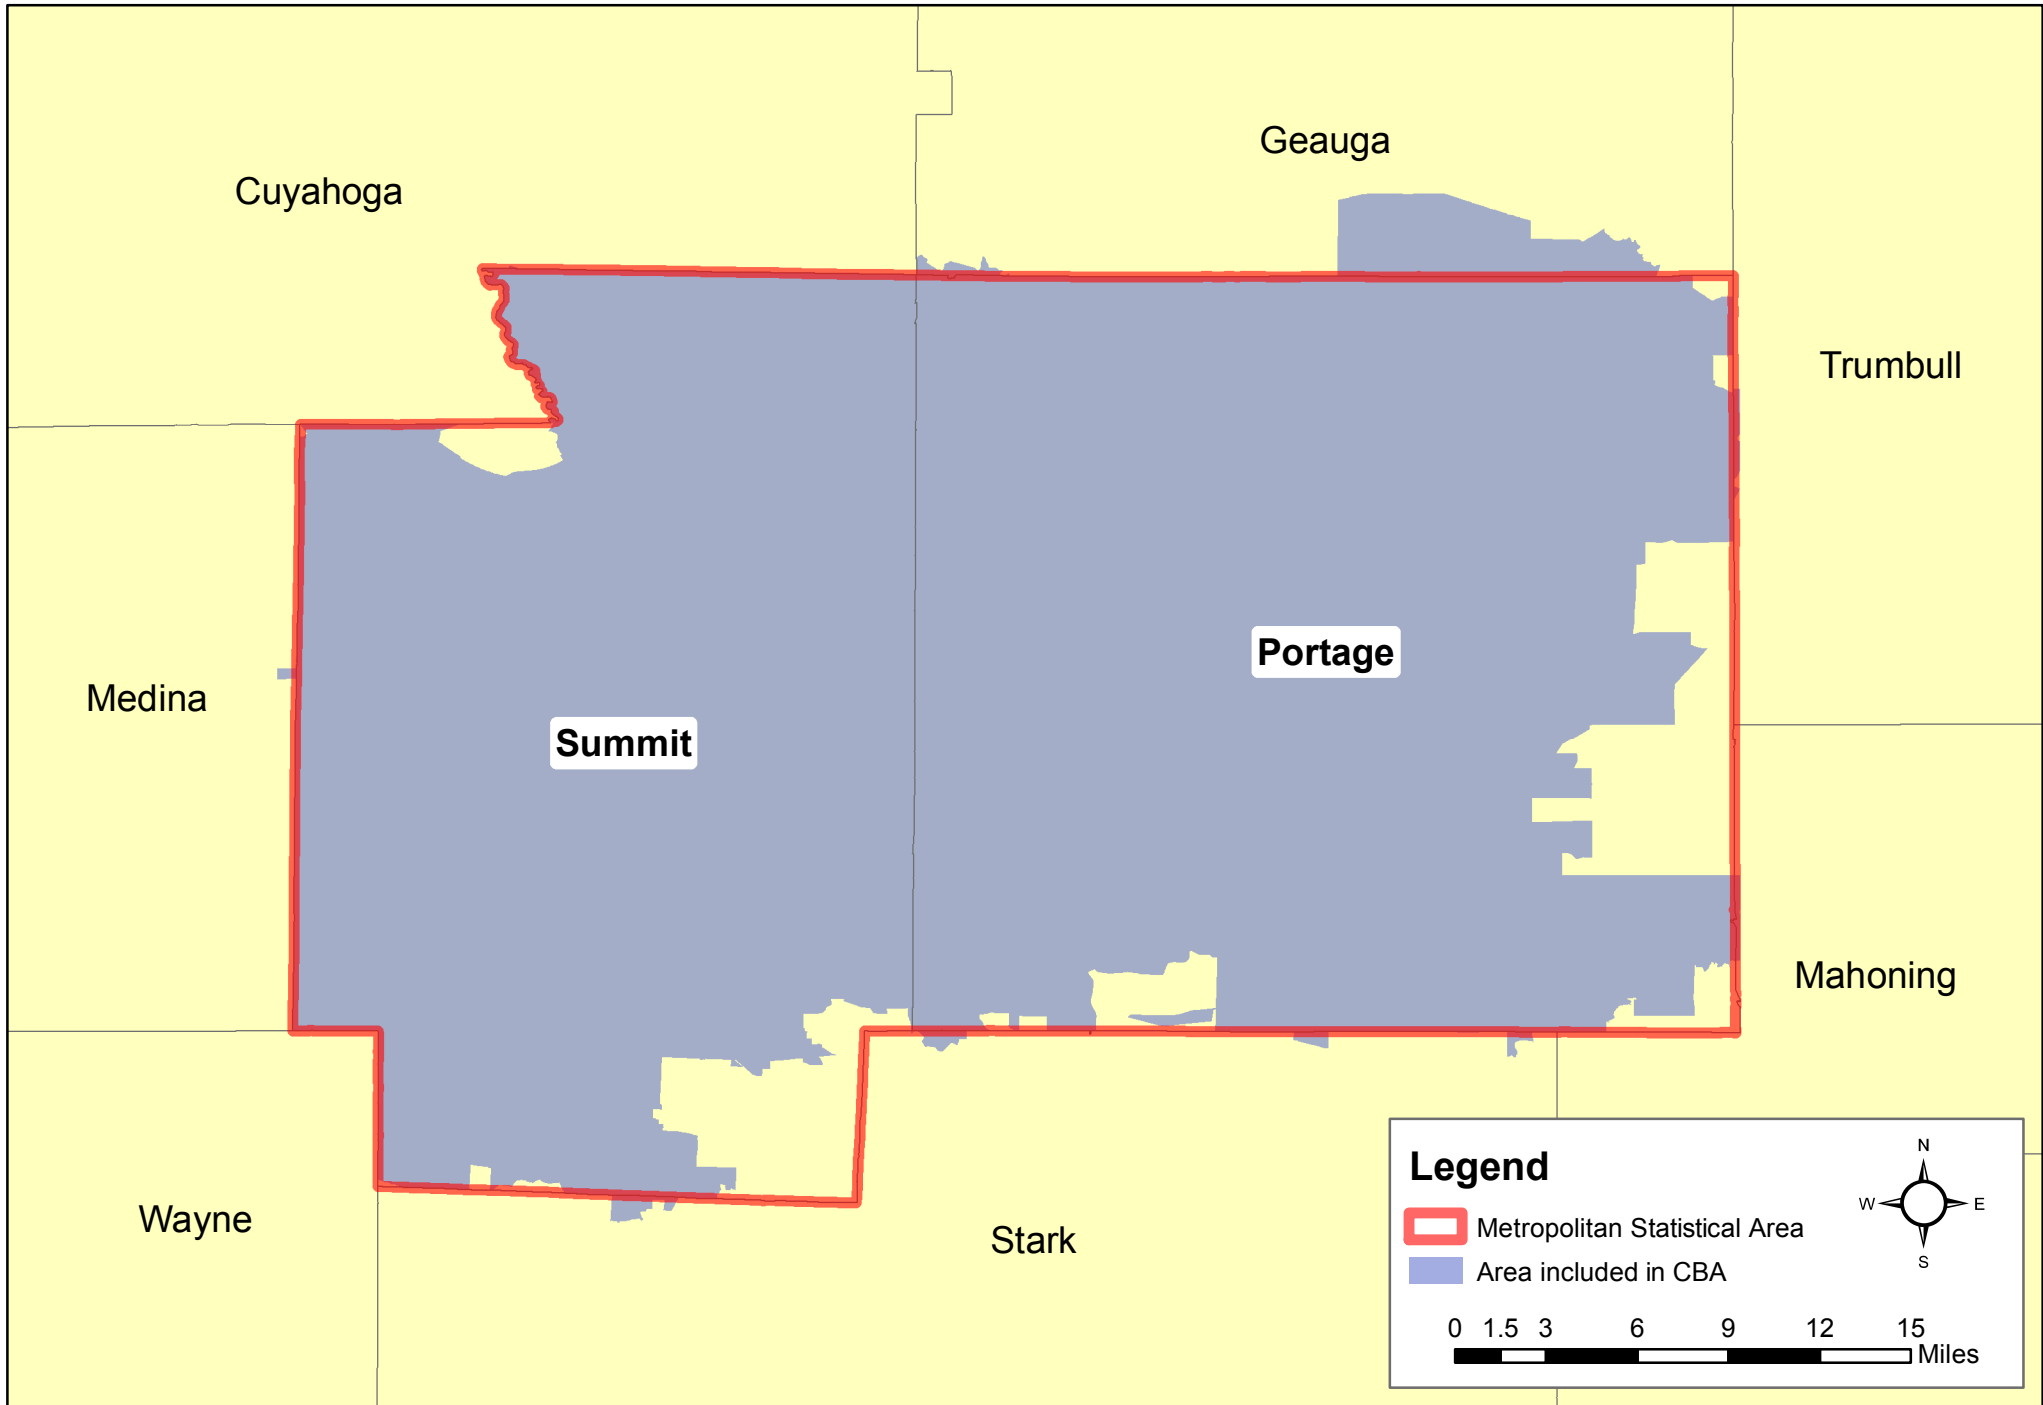 Geauga
Cuyahoga
Trumbull
Portage
Medina
Summit
Mahoning
Wayne
Stark
Legend
N
W E
S
Metropolitan Statistical Area
Area included in CBA
0 1.5 3 6 9 12 15
Miles